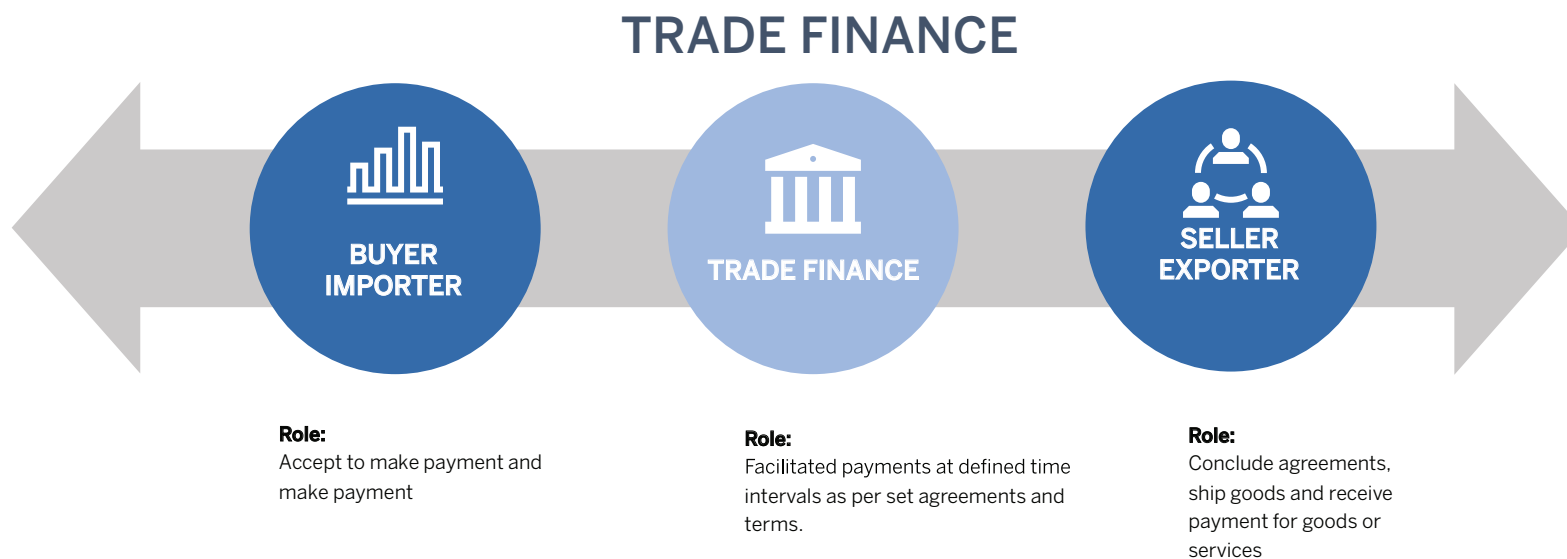 TRADE FINANCE
BUYER
IMPORTER
TRADE FINANCE
SELLER
EXPORTER
Role:
Accept to make payment and
make payment
Role:
Facilitated payments at defined time
intervals as per set agreements and
terms.
Role:
Conclude agreements,
ship goods and receive
payment for goods or
services